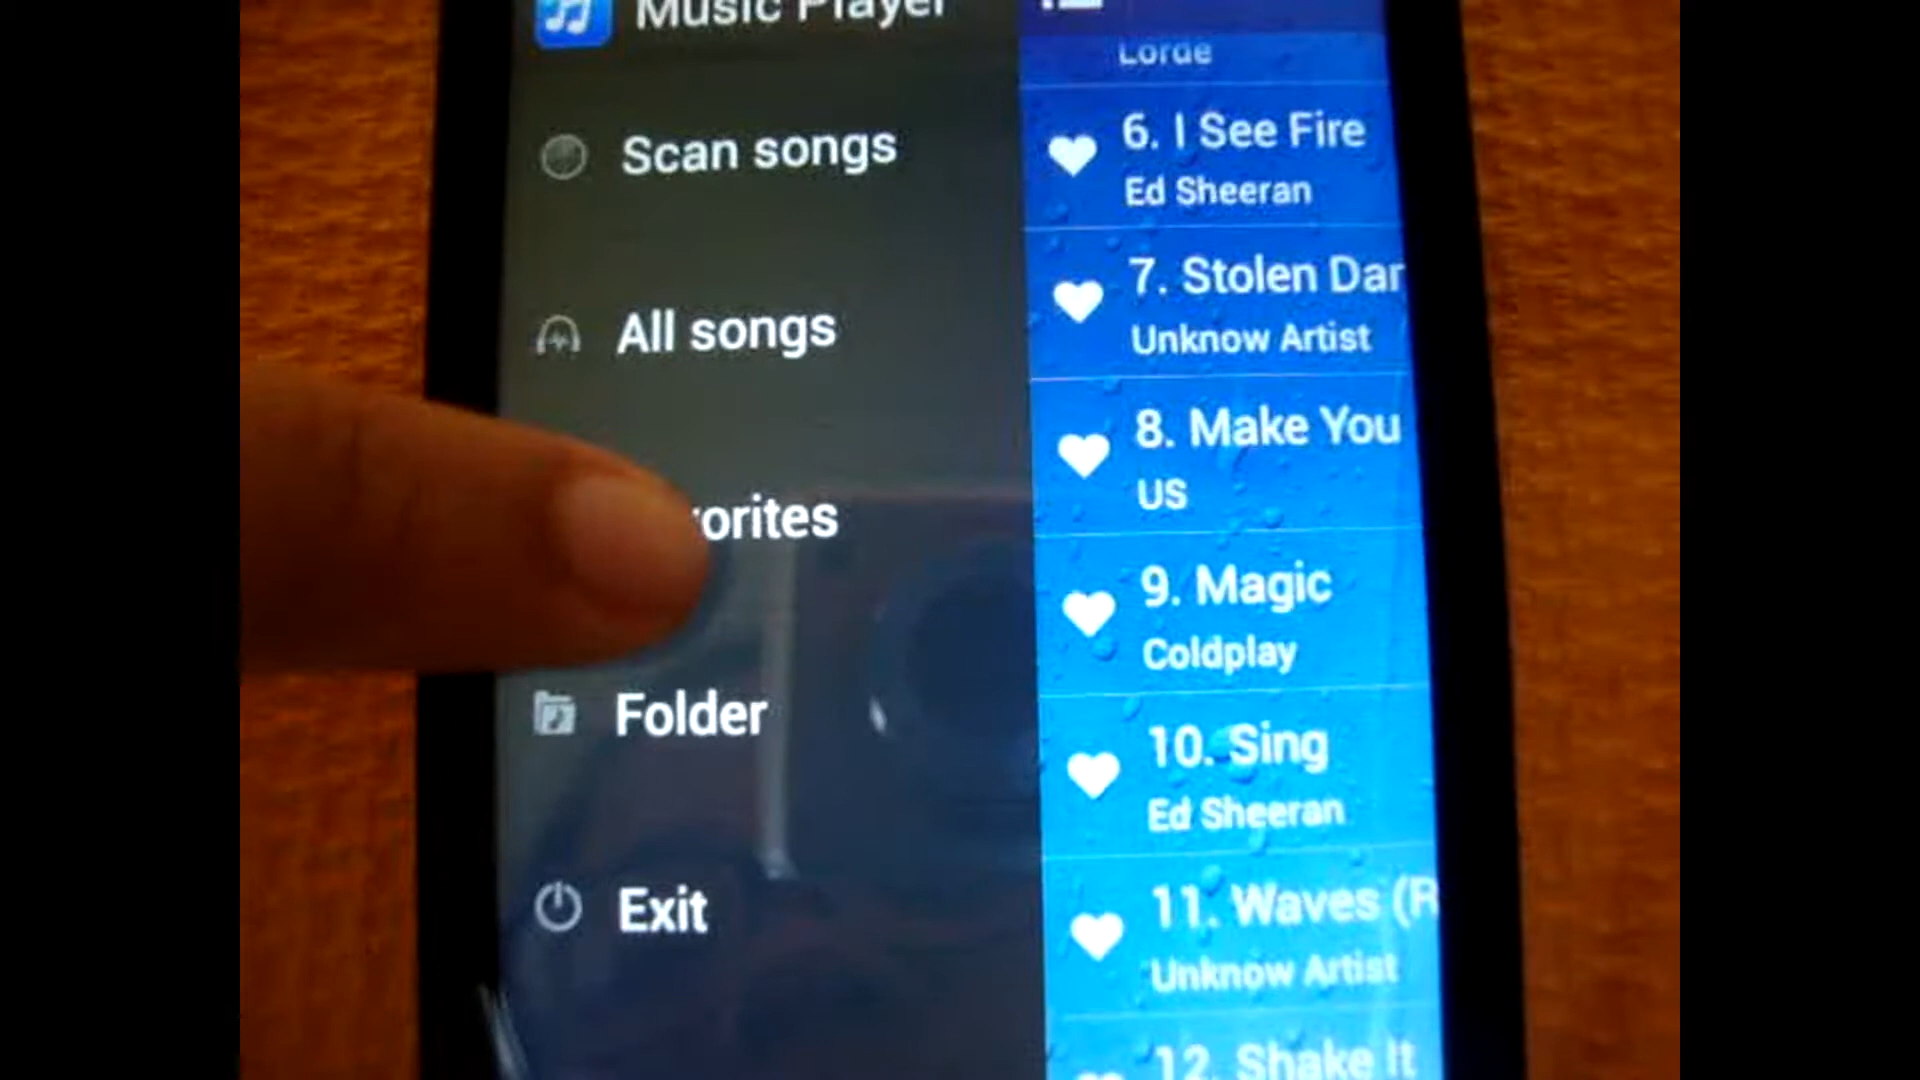 Music Player
Scan songs
All songs
vorites
Folder
Exit
Lorde
6. I See Fire
Ed Sheeran
7. Stolen Dar
Unknow Artist
8. Make You
US
9. Magic
Coldplay
10. Sing
Ed Sheeran
11. Waves (R
Unknow Artist
12. Shake It